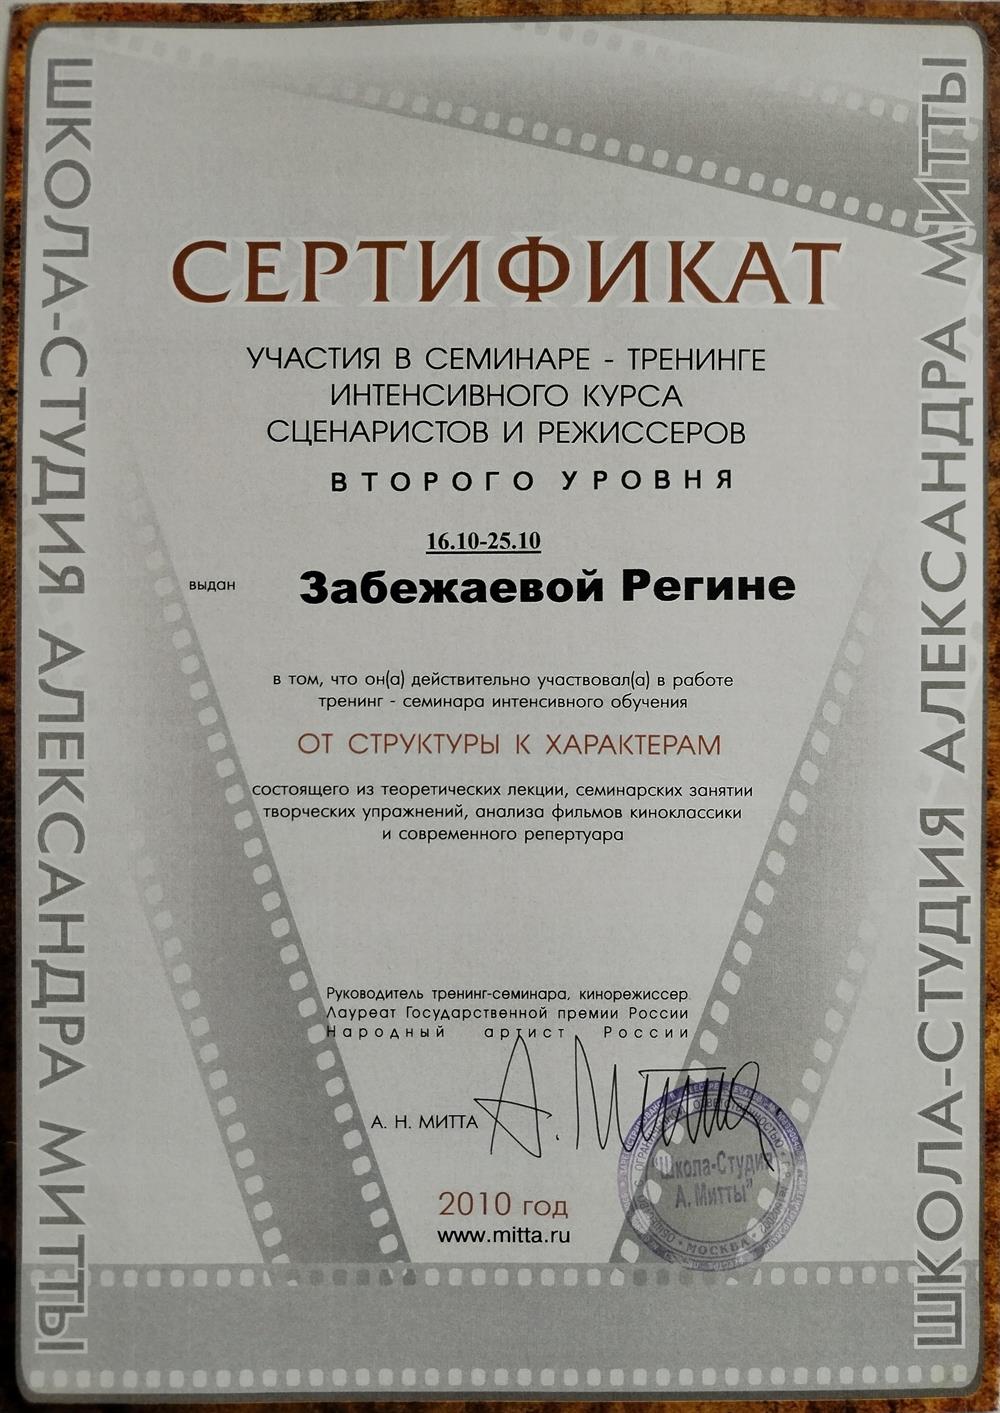 ШКОЛА-СТУДИЯ АЛЕКСАНДРА МИТТЫ
СЕРТИФИКАТ
УЧАСТИЯ В СЕМИНАРЕ - ТРЕНИНГЕ
ИНТЕНСИВНОГО КУРСА
СЦЕНАРИСТОВ И РЕЖИССЕРОВ
ВТОРОГО УРОВНЯ
16.10-25.10
выдан Забежаевой Регине
в том, что он(а) действительно участвовал(а) в работе
тренинг - семинара интенсивного обучения
ОТ СТРУКТУРЫ К ХАРАКТЕРАМ
состоящего из теоретических лекции, семинарских занятии
творческих упражнений, анализа фильмов киноклассики
и современного репертуара
Руководитель тренинг-семинара, кинорежиссер
Лауреат Государственной премии России
Народный артист России
А. Н. МИТТА
А. Митта
"Школа-Студия
А. Митты"
МОСКВА
2010 год
www.mitta.ru
ШКОЛА-СТУДИЯ АЛЕКСАНДРА МИТТЫ